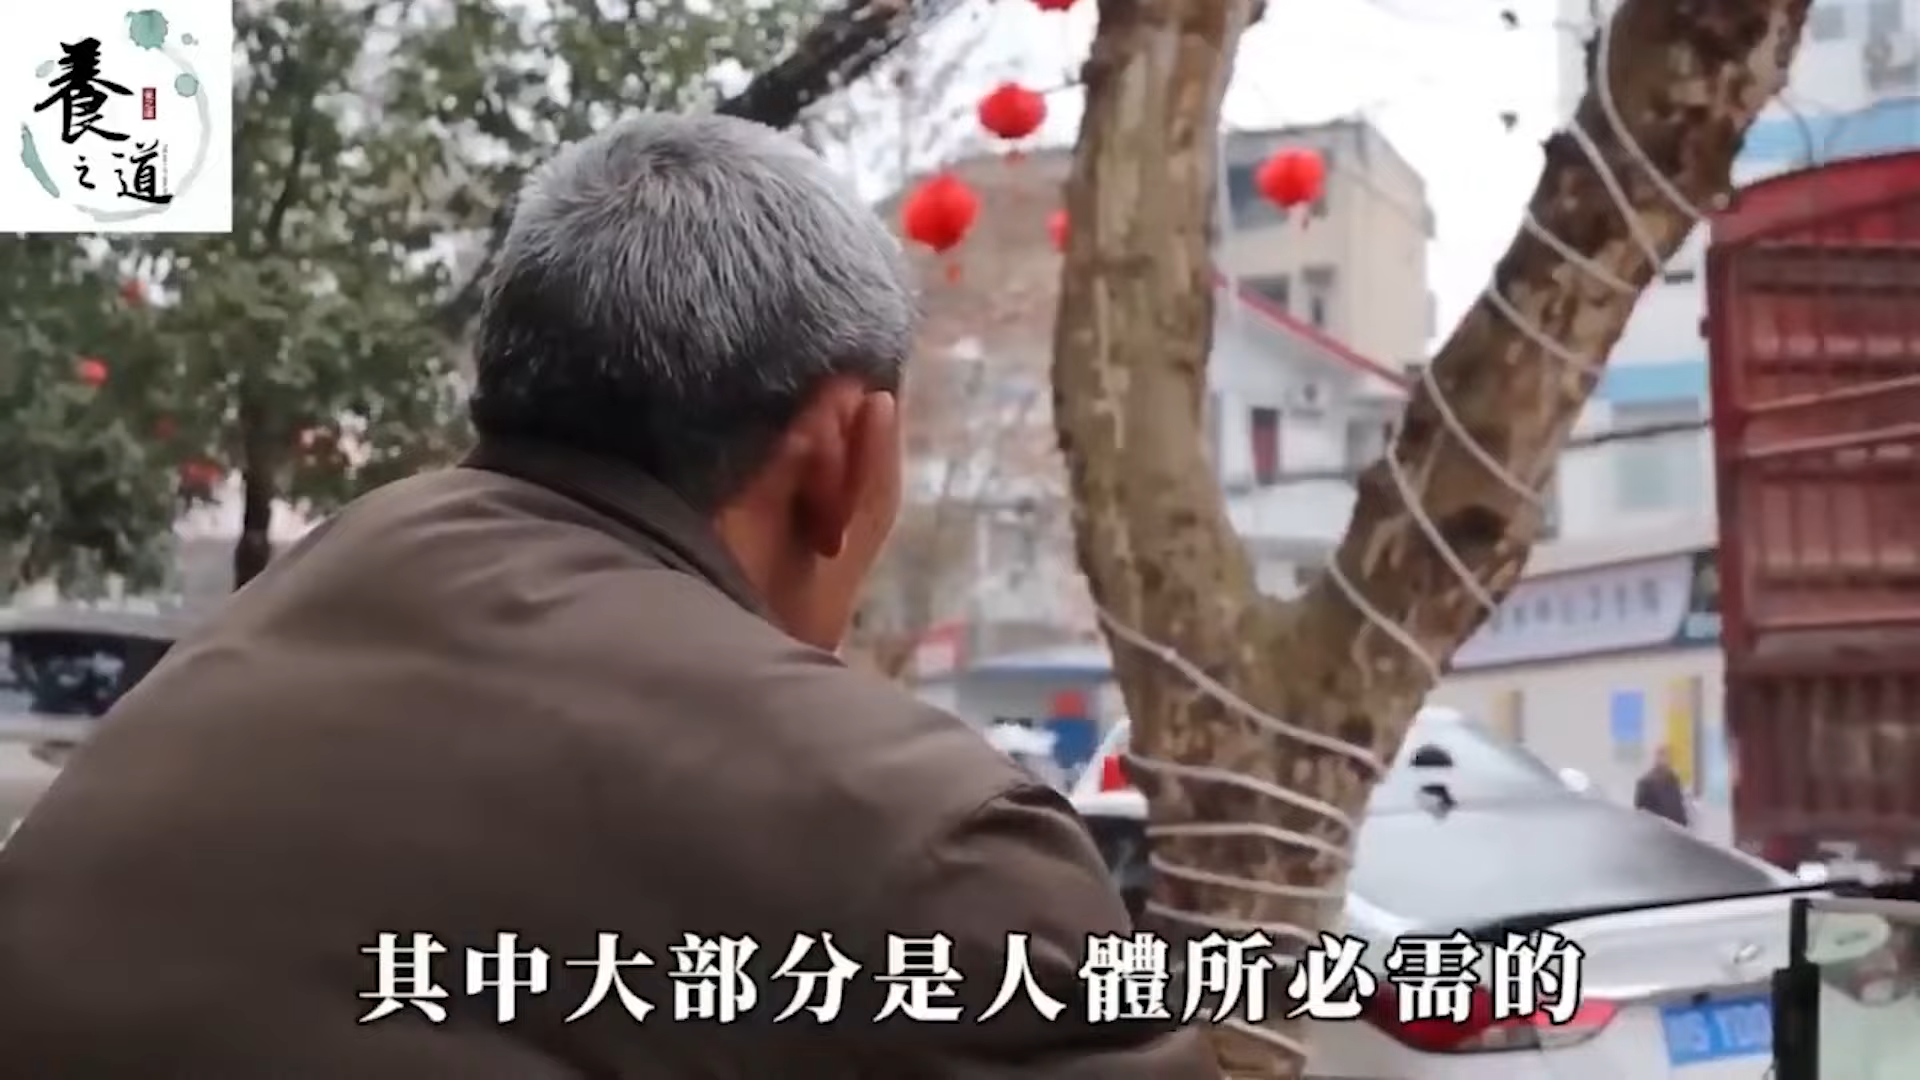 養
之道
其中大部分是人體所必需的